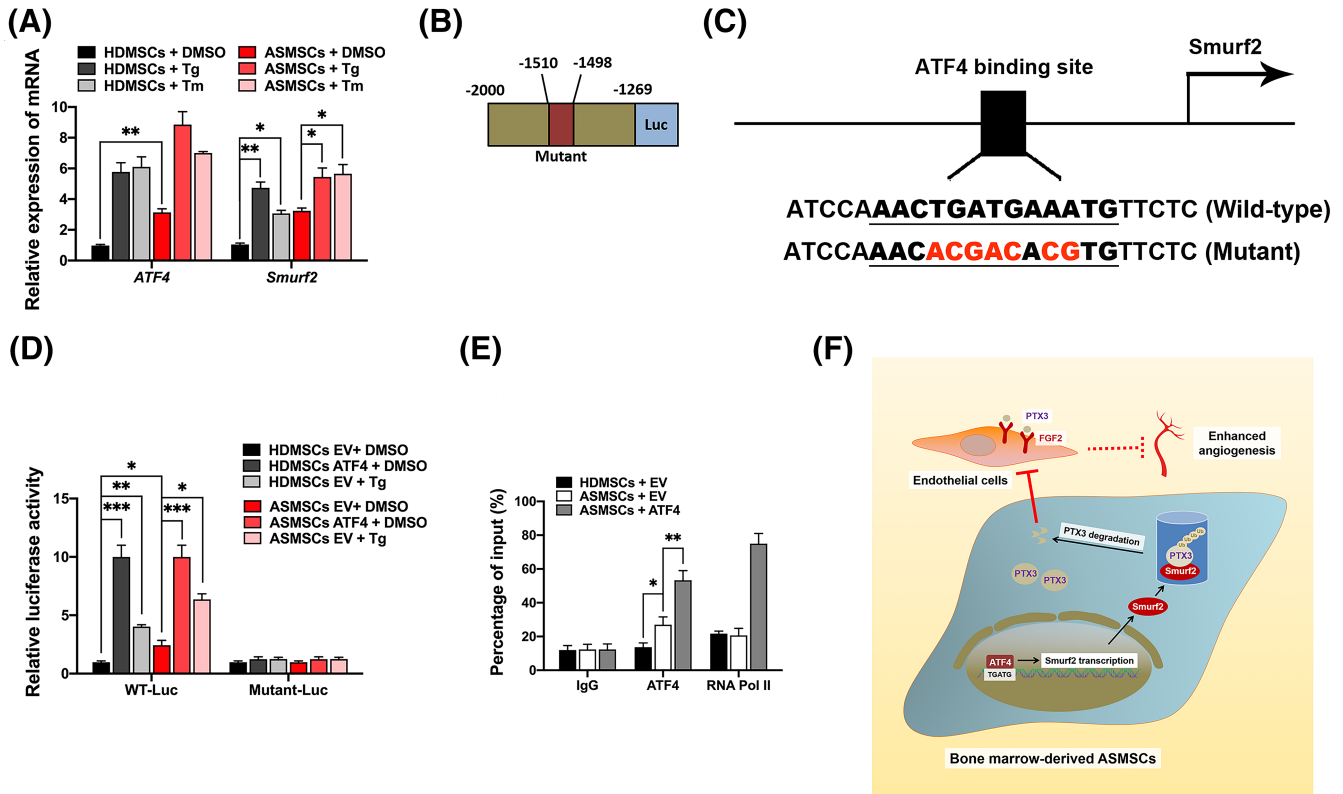 (A)
HDMSCs + DMSO
HDMSCs + Tg
HDMSCs + Tm
ASMSCs + DMSO
ASMSCs + Tg
ASMSCs + Tm
Relative expression of mRNA
10
8
6
4
2
0
**
**
*
*
*
ATF4
Smurf2
(B)
-1510
-1498
-2000
-1269
Luc
Mutant
(C)
Smurf2
ATF4 binding site
ATCCAAACTGATGAAATGTTCTC (Wild-type)
ATCCAAACACGACACGTGTTCTC (Mutant)
(D)
HDMSCs EV+ DMSO
HDMSCs ATF4 + DMSO
HDMSCs EV + Tg
ASMSCs EV+ DMSO
ASMSCs ATF4 + DMSO
ASMSCs EV + Tg
Relative luciferase activity
15
10
5
0
*
**
***
*
***
WT-Luc
Mutant-Luc
(E)
HDMSCs + EV
ASMSCs + EV
ASMSCs + ATF4
Percentage of input (%)
100
80
60
40
20
0
*
**
IgG
ATF4
RNA Pol II
(F)
PTX3
FGF2
Endothelial cells
Enhanced
angiogenesis
PTX3 degradation
Ub
Ub
Ub
Ub
PTX3
Smurf2
PTX3
PTX3
Smurf2
ATF4
TGATG
Smurf2 transcription
Bone marrow-derived ASMSCs